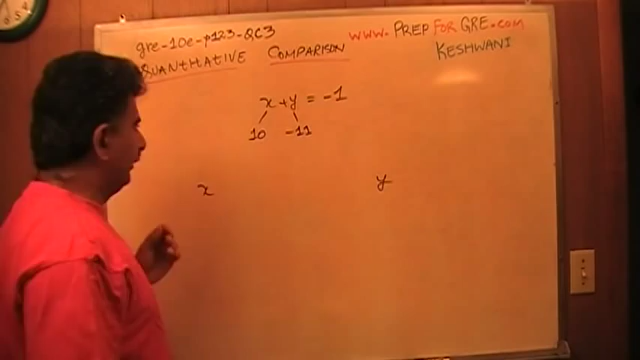 gre-10e-p123-QC3
www.PREPFORGRE.COM
QUANTITATIVE COMPARISON
KESHWANI
x + y = -1
10 -11
x y